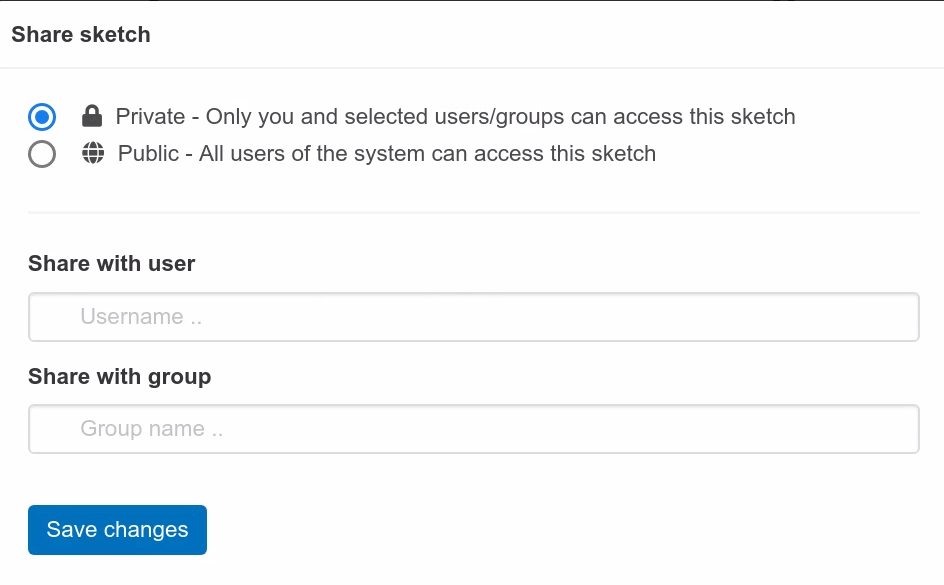 Share sketch
Private - Only you and selected users/groups can access this sketch
Public - All users of the system can access this sketch
Share with user
Username ..
Share with group
Group name ..
Save changes